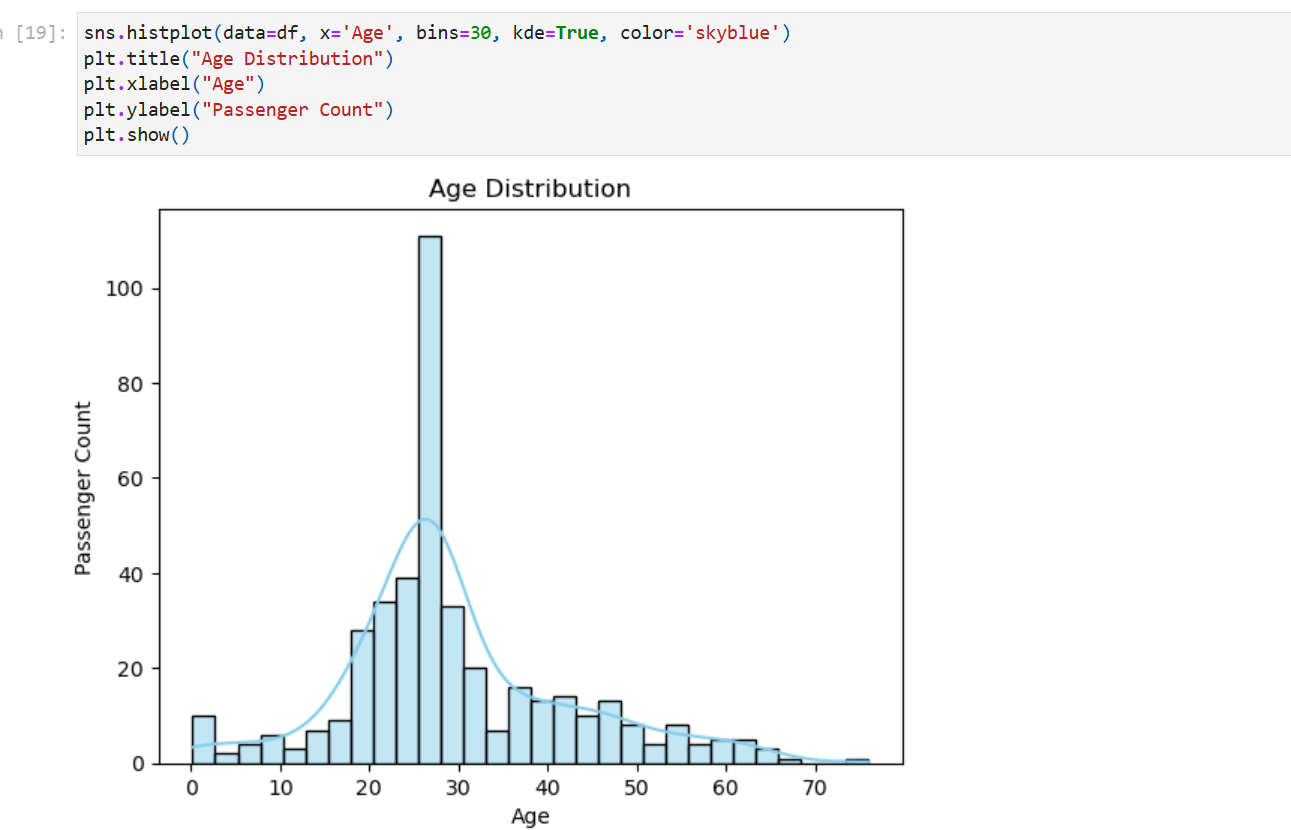 [19]: sns.histplot(data=df, x='Age', bins=30, kde=True, color='skyblue')
plt.title("Age Distribution")
plt.xlabel("Age")
plt.ylabel("Passenger Count")
plt.show()
Age Distribution
Passenger Count
100
80
60
40
20
0
0 10 20 30 40 50 60 70
Age